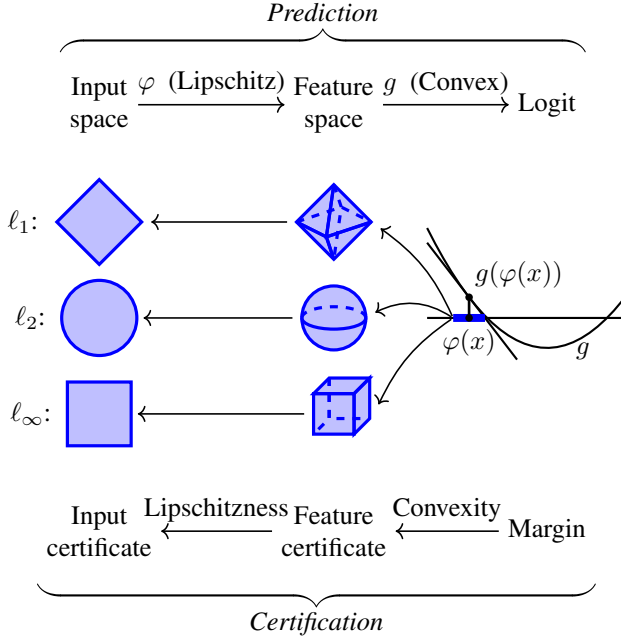 Prediction
Input space
φ (Lipschitz)
Feature space
g (Convex)
Logit
ℓ₁:
ℓ₂:
ℓ∞:
g(φ(x))
φ(x)
g
Input certificate
Lipschitzness
Feature certificate
Convexity
Margin
Certification